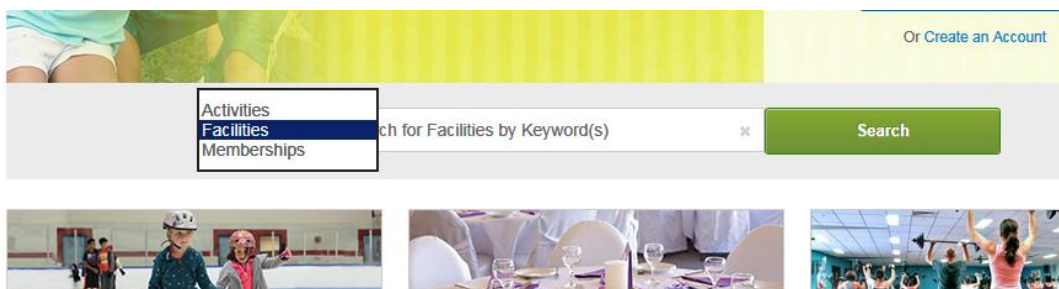 Or Create an Account
Activities
Facilities
Memberships
ch for Facilities by Keyword(s)
Search